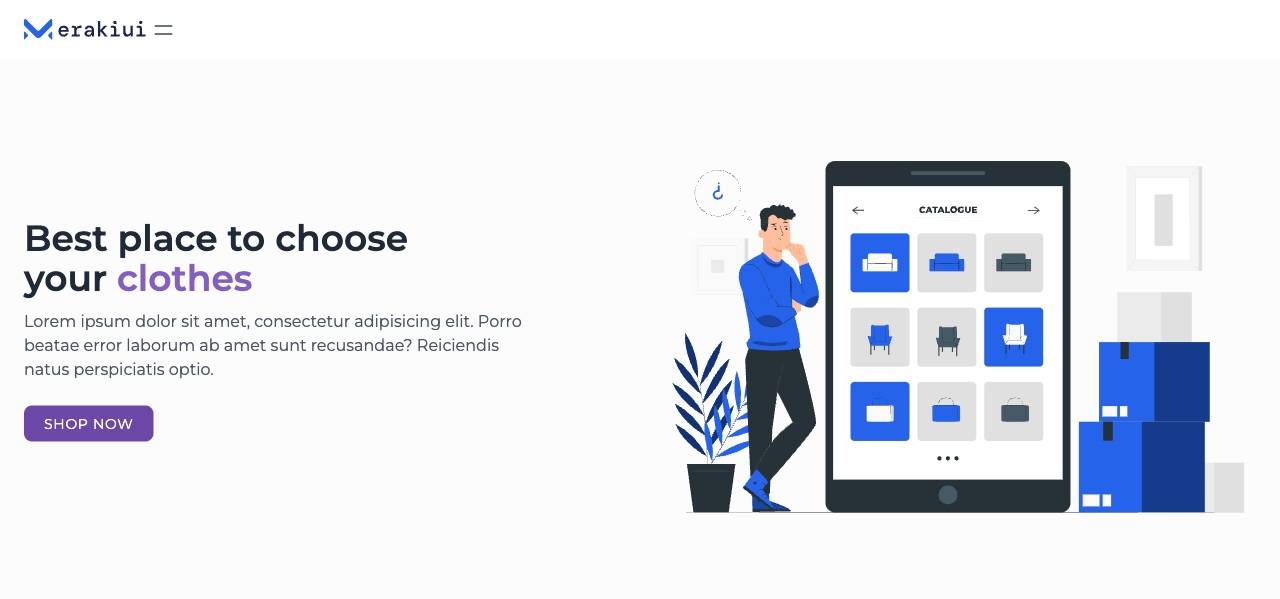 erakiui
Best place to choose
your clothes
Lorem ipsum dolor sit amet, consectetur adipisicing elit. Porro
beatae error laborum ab amet sunt recusandae? Reiciendis
natus perspiciatis optio.
SHOP NOW
¿
CATALOGUE